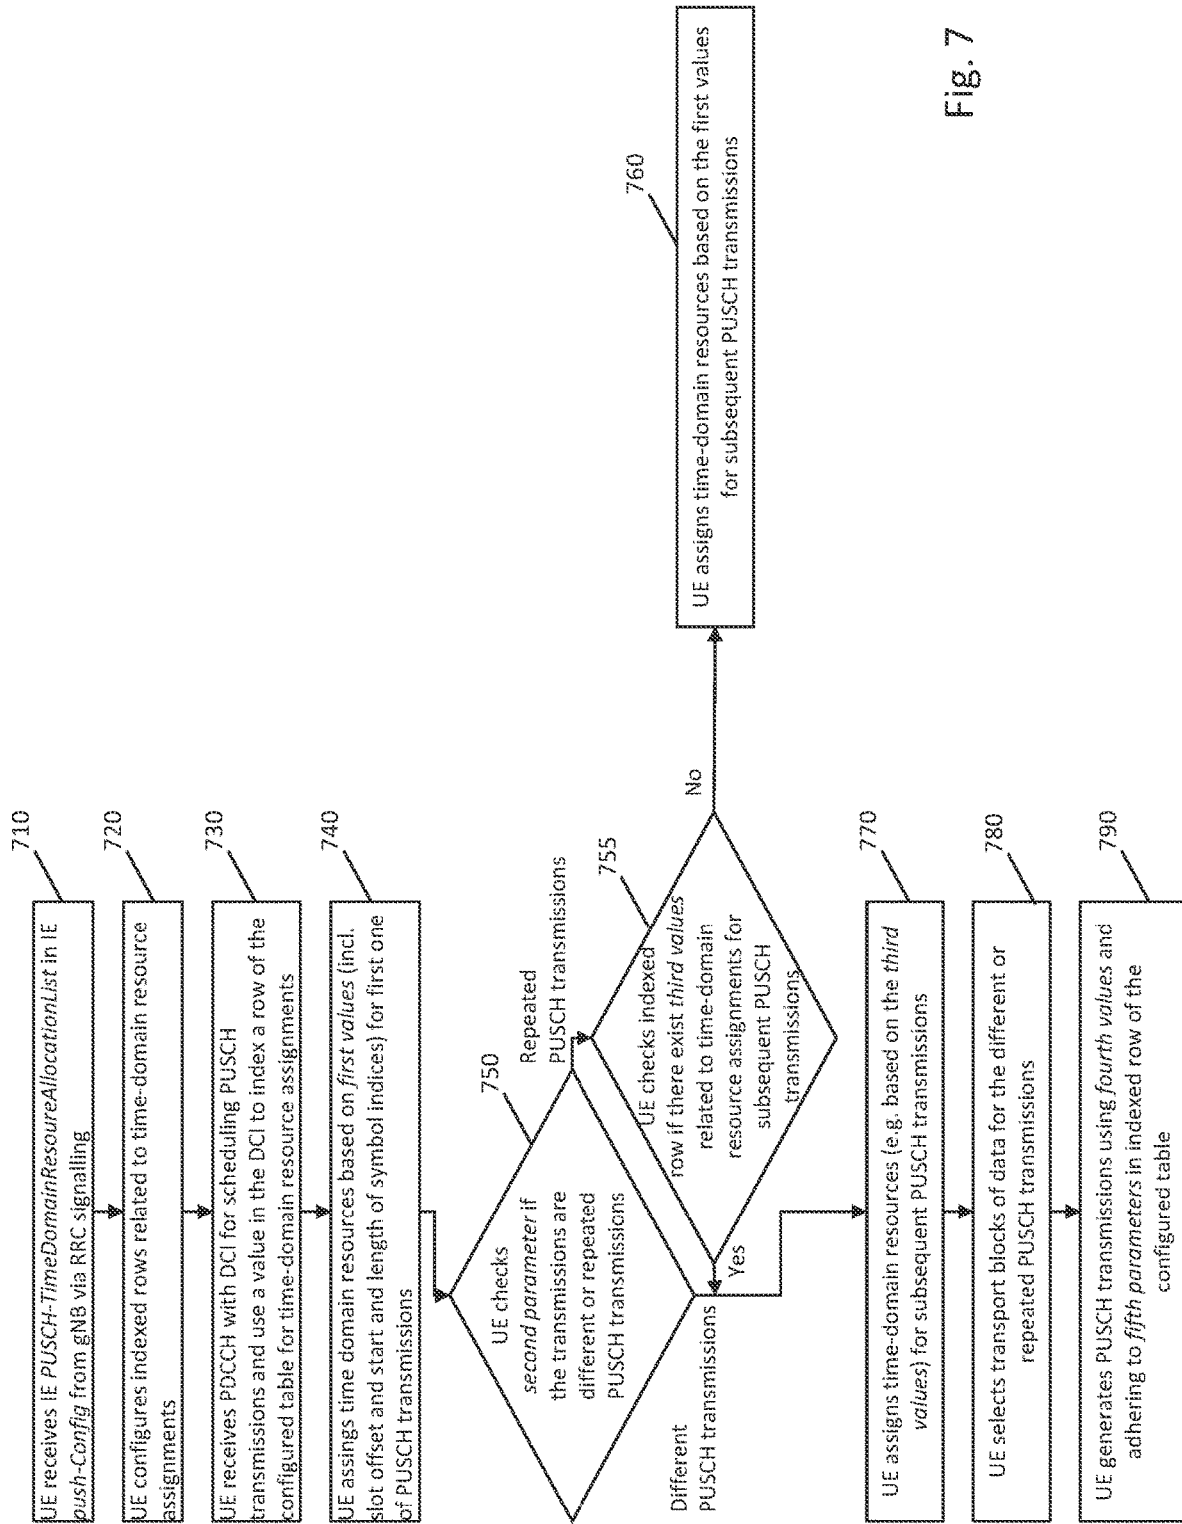 710
UE receives IE PUSCH-TimeDomainResoureAllocationList in IE
push-Config from gNB via RRC signalling
720
UE configures indexed rows related to time-domain resource
assignments
730
UE receives PDCCH with DCI for scheduling PUSCH
transmissions and use a value in the DCI to index a row of the
configured table for time-domain resource assignments
740
UE assings time domain resources based on first values (incl.
slot offset and start and length of symbol indices) for first one
of PUSCH transmissions
750
UE checks
second parameter if
the transmissions are
different or repeated
PUSCH transmissions
Repeated
PUSCH transmissions
Different
PUSCH transmissions
755
UE checks indexed
row if there exist third values
related to time-domain
resource assignments for
subsequent PUSCH
transmissions
No
Yes
760
UE assigns time-domain resources based on the first values
for subsequent PUSCH transmissions
770
UE assigns time-domain resources (e.g. based on the third
values) for subsequent PUSCH transmissions
780
UE selects transport blocks of data for the different or
repeated PUSCH transmissions
790
UE generates PUSCH transmissions using fourth values and
adhering to fifth parameters in indexed row of the
configured table
Fig. 7